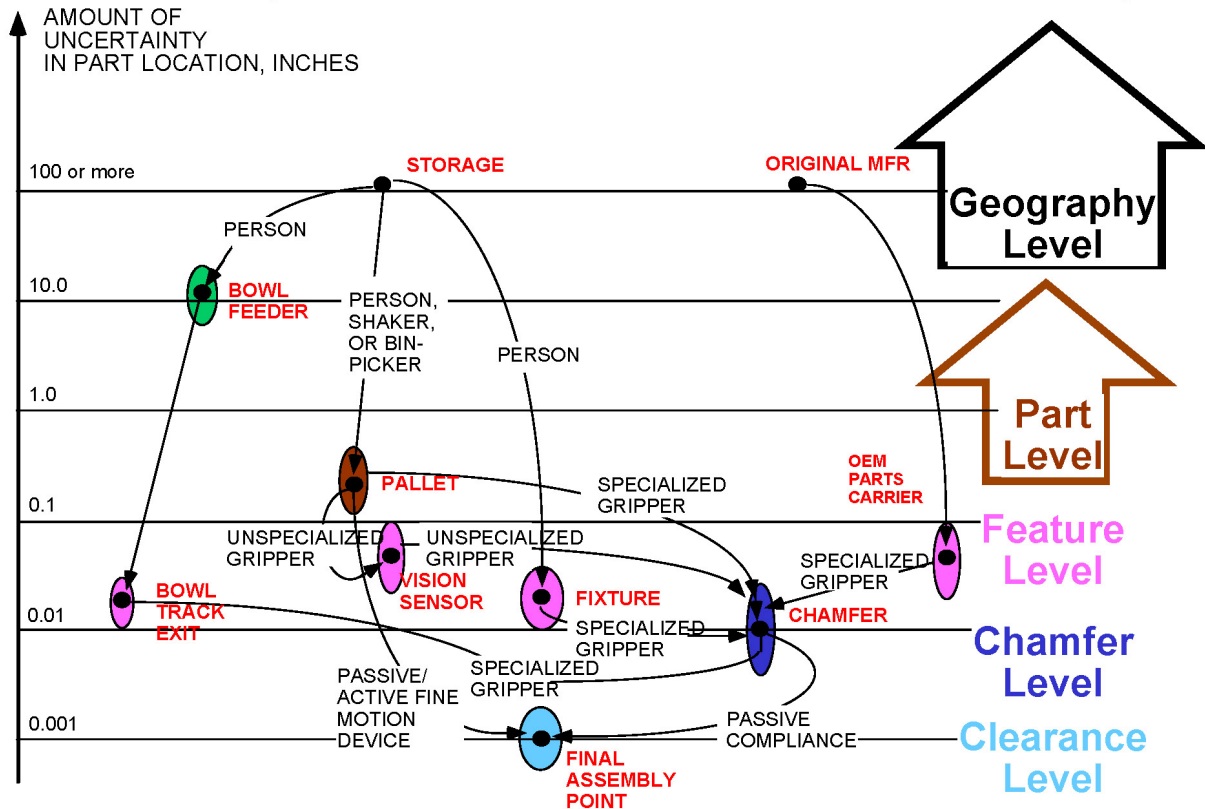 AMOUNT OF
UNCERTAINTY
IN PART LOCATION, INCHES
100 or more
STORAGE
ORIGINAL MFR
Geography
Level
PERSON
10.0
BOWL
FEEDER
PERSON,
SHAKER,
OR BIN-
PICKER
PERSON
1.0
Part
Level
OEM
PARTS
CARRIER
PALLET
SPECIALIZED
GRIPPER
0.1
Feature
Level
UNSPECIALIZED
GRIPPER
UNSPECIALIZED
GRIPPER
SPECIALIZED
GRIPPER
VISION
SENSOR
BOWL
TRACK
EXIT
FIXTURE
CHAMFER
0.01
SPECIALIZED
GRIPPER
Chamfer
Level
PASSIVE/
ACTIVE FINE
MOTION
DEVICE
SPECIALIZED
GRIPPER
PASSIVE
COMPLIANCE
0.001
Clearance
Level
FINAL
ASSEMBLY
POINT